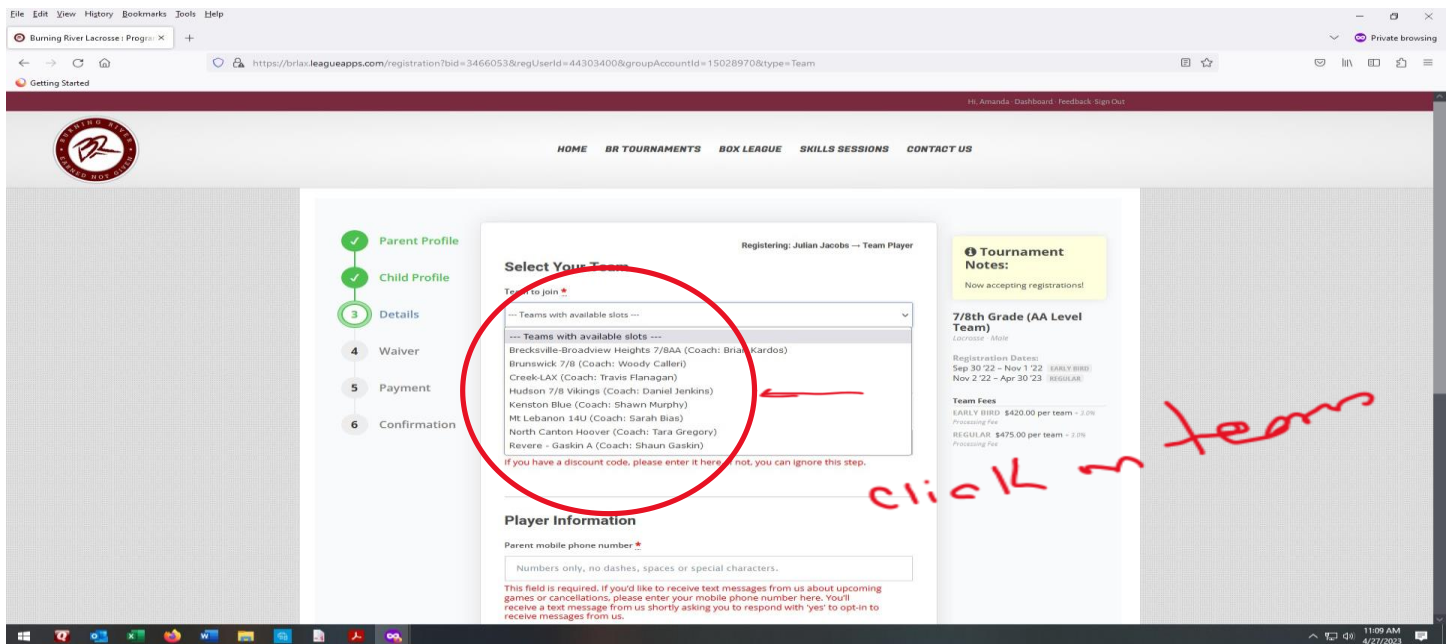 File Edit View History Bookmarks Tools Help
Burning River Lacrosse : Progra
Private browsing
https://brlax.leagueapps.com/registration?bid=3466053&regUserId=44303400&groupAccountId=15028970&type=Team
Getting Started
Hi, Amanda · Dashboard · Feedback · Sign Out
BURNING RIVER
BR
EARNED NOT GIVEN
HOME BR TOURNAMENTS BOX LEAGUE SKILLS SESSIONS CONTACT US
Parent Profile
Child Profile
3 Details
4 Waiver
5 Payment
6 Confirmation
Registering: Julian Jacobs → Team Player
Select Your Team
Team to join *
--- Teams with available slots ---
--- Teams with available slots ---
Brecksville-Broadview Heights 7/8AA (Coach: Brian Kardos)
Brunswick 7/8 (Coach: Woody Calleri)
Creek-LAX (Coach: Travis Flanagan)
Hudson 7/8 Vikings (Coach: Daniel Jenkins)
Kenston Blue (Coach: Shawn Murphy)
Mt Lebanon 14U (Coach: Sarah Bias)
North Canton Hoover (Coach: Tara Gregory)
Revere - Gaskin A (Coach: Shaun Gaskin)
If you have a discount code, please enter it here. If not, you can ignore this step.
Player Information
Parent mobile phone number *
Numbers only, no dashes, spaces or special characters.
This field is required. If you'd like to receive text messages from us about upcoming
games or cancellations, please enter your mobile phone number here. You'll
receive a text message from us shortly asking you to respond with 'yes' to opt-in to
receive messages from us.
Tournament
Notes:
Now accepting registrations!
7/8th Grade (AA Level
Team)
Lacrosse · Male
Registration Dates:
Sep 30 '22 – Nov 1 '22 EARLY BIRD
Nov 2 '22 – Apr 30 '23 REGULAR
Team Fees
EARLY BIRD $420.00 per team + 2.0%
Processing Fee
REGULAR $475.00 per team + 2.0%
Processing Fee
click on team
11:09 AM
4/27/2023